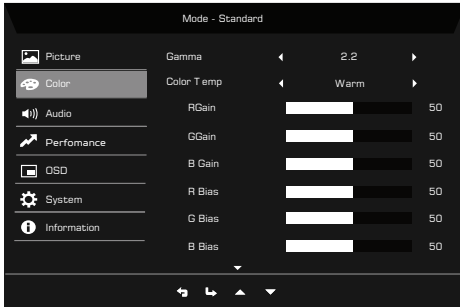 Mode - Standard
Picture
Gamma 2.2
Color
Color Temp Warm
RGain 50
Audio
GGain 50
Perfomance
B Gain 50
OSD
R Bias 50
System
G Bias 50
Information
B Bias 50